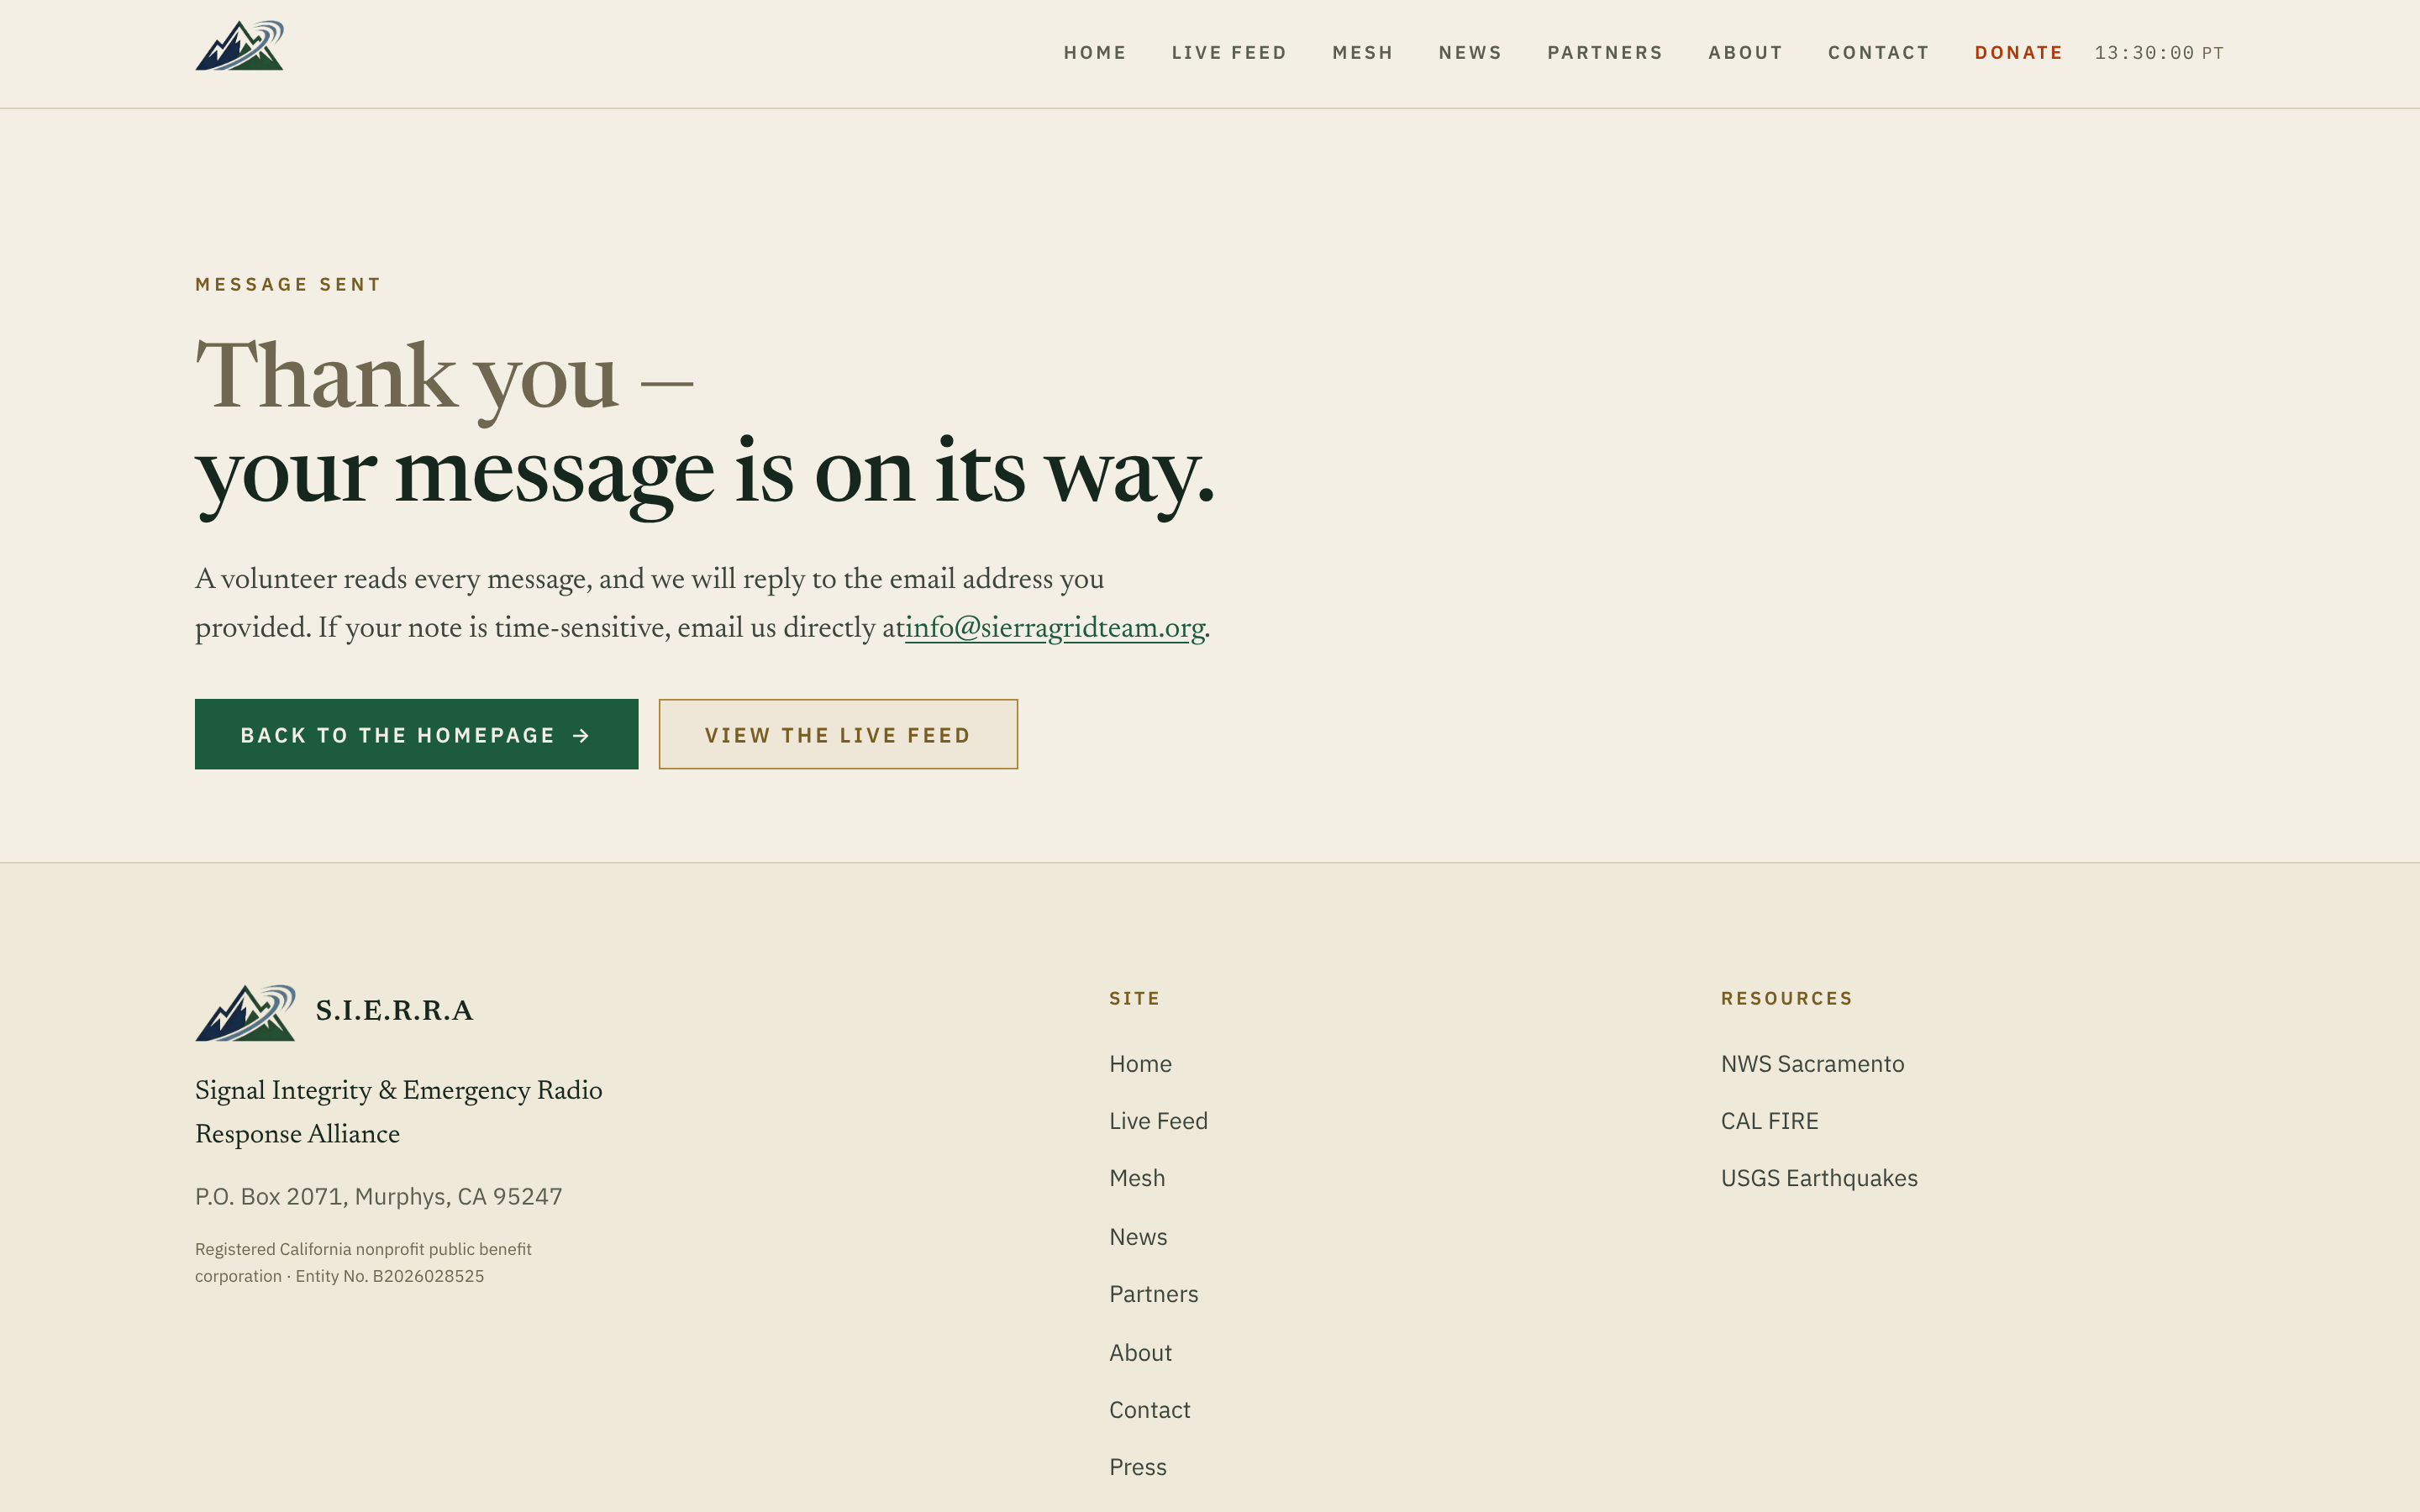 HOME LIVE FEED MESH NEWS PARTNERS ABOUT CONTACT DONATE 13:30:00 PT
MESSAGE SENT
Thank you —
your message is on its way.
A volunteer reads every message, and we will reply to the email address you
provided. If your note is time-sensitive, email us directly atinfo@sierragridteam.org.
BACK TO THE HOMEPAGE →
VIEW THE LIVE FEED
S.I.E.R.R.A
Signal Integrity & Emergency Radio
Response Alliance
P.O. Box 2071, Murphys, CA 95247
Registered California nonprofit public benefit
corporation · Entity No. B2026028525
SITE
Home
Live Feed
Mesh
News
Partners
About
Contact
Press
RESOURCES
NWS Sacramento
CAL FIRE
USGS Earthquakes